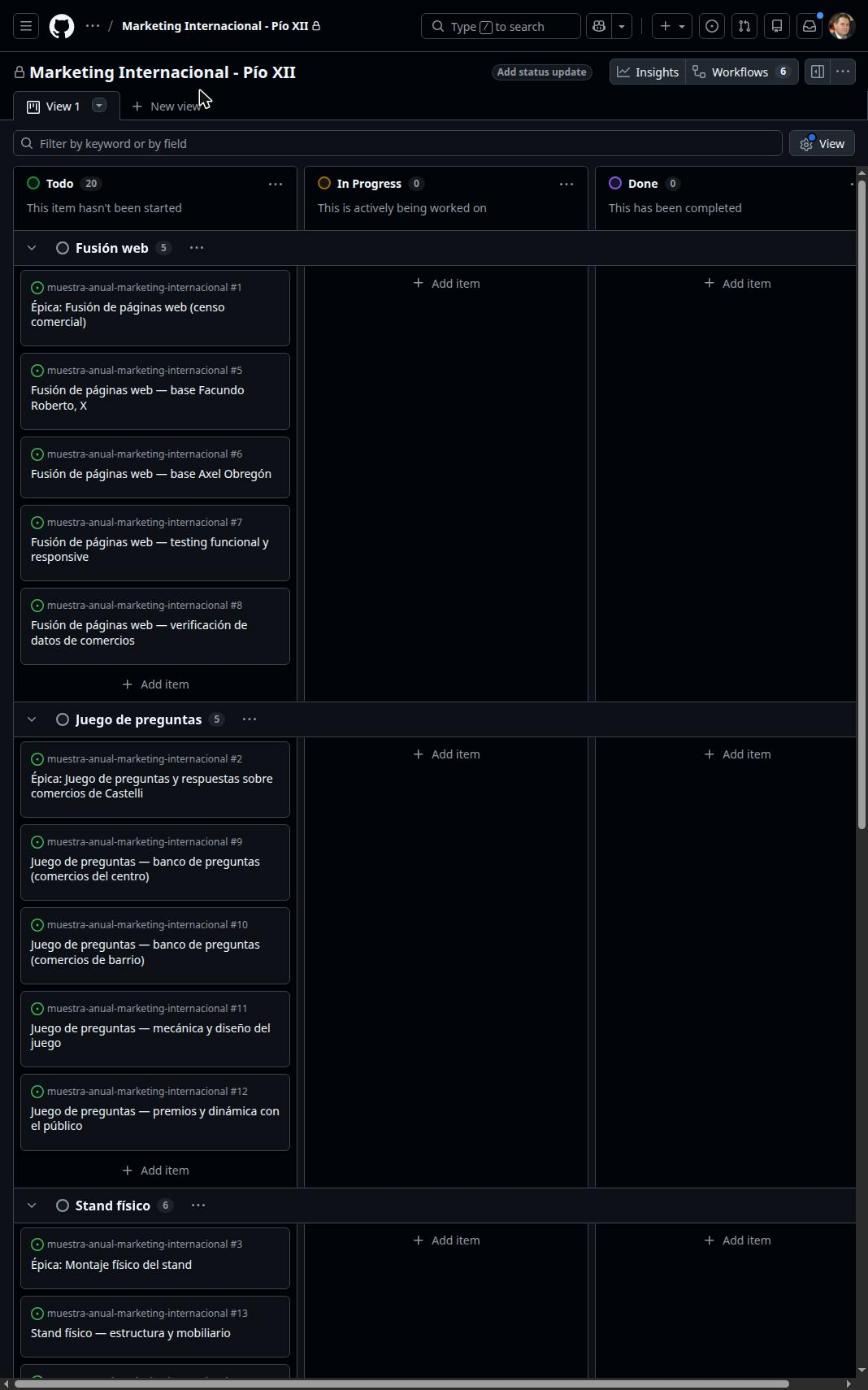 Marketing Internacional - Pío XII
Type / to search
Marketing Internacional - Pío XII
Add status update
Insights
Workflows 6
View 1
New view
Filter by keyword or by field
View
Todo 20
This item hasn't been started
In Progress 0
This is actively being worked on
Done 0
This has been completed
Fusión web 5
muestra-anual-marketing-internacional #1
Épica: Fusión de páginas web (censo
comercial)
Add item
Add item
muestra-anual-marketing-internacional #5
Fusión de páginas web — base Facundo
Roberto, X
muestra-anual-marketing-internacional #6
Fusión de páginas web — base Axel Obregón
muestra-anual-marketing-internacional #7
Fusión de páginas web — testing funcional y
responsive
muestra-anual-marketing-internacional #8
Fusión de páginas web — verificación de
datos de comercios
Add item
Juego de preguntas 5
muestra-anual-marketing-internacional #2
Épica: Juego de preguntas y respuestas sobre
comercios de Castelli
Add item
Add item
muestra-anual-marketing-internacional #9
Juego de preguntas — banco de preguntas
(comercios del centro)
muestra-anual-marketing-internacional #10
Juego de preguntas — banco de preguntas
(comercios de barrio)
muestra-anual-marketing-internacional #11
Juego de preguntas — mecánica y diseño del
juego
muestra-anual-marketing-internacional #12
Juego de preguntas — premios y dinámica con
el público
Add item
Stand físico 6
muestra-anual-marketing-internacional #3
Épica: Montaje físico del stand
Add item
Add item
muestra-anual-marketing-internacional #13
Stand físico — estructura y mobiliario